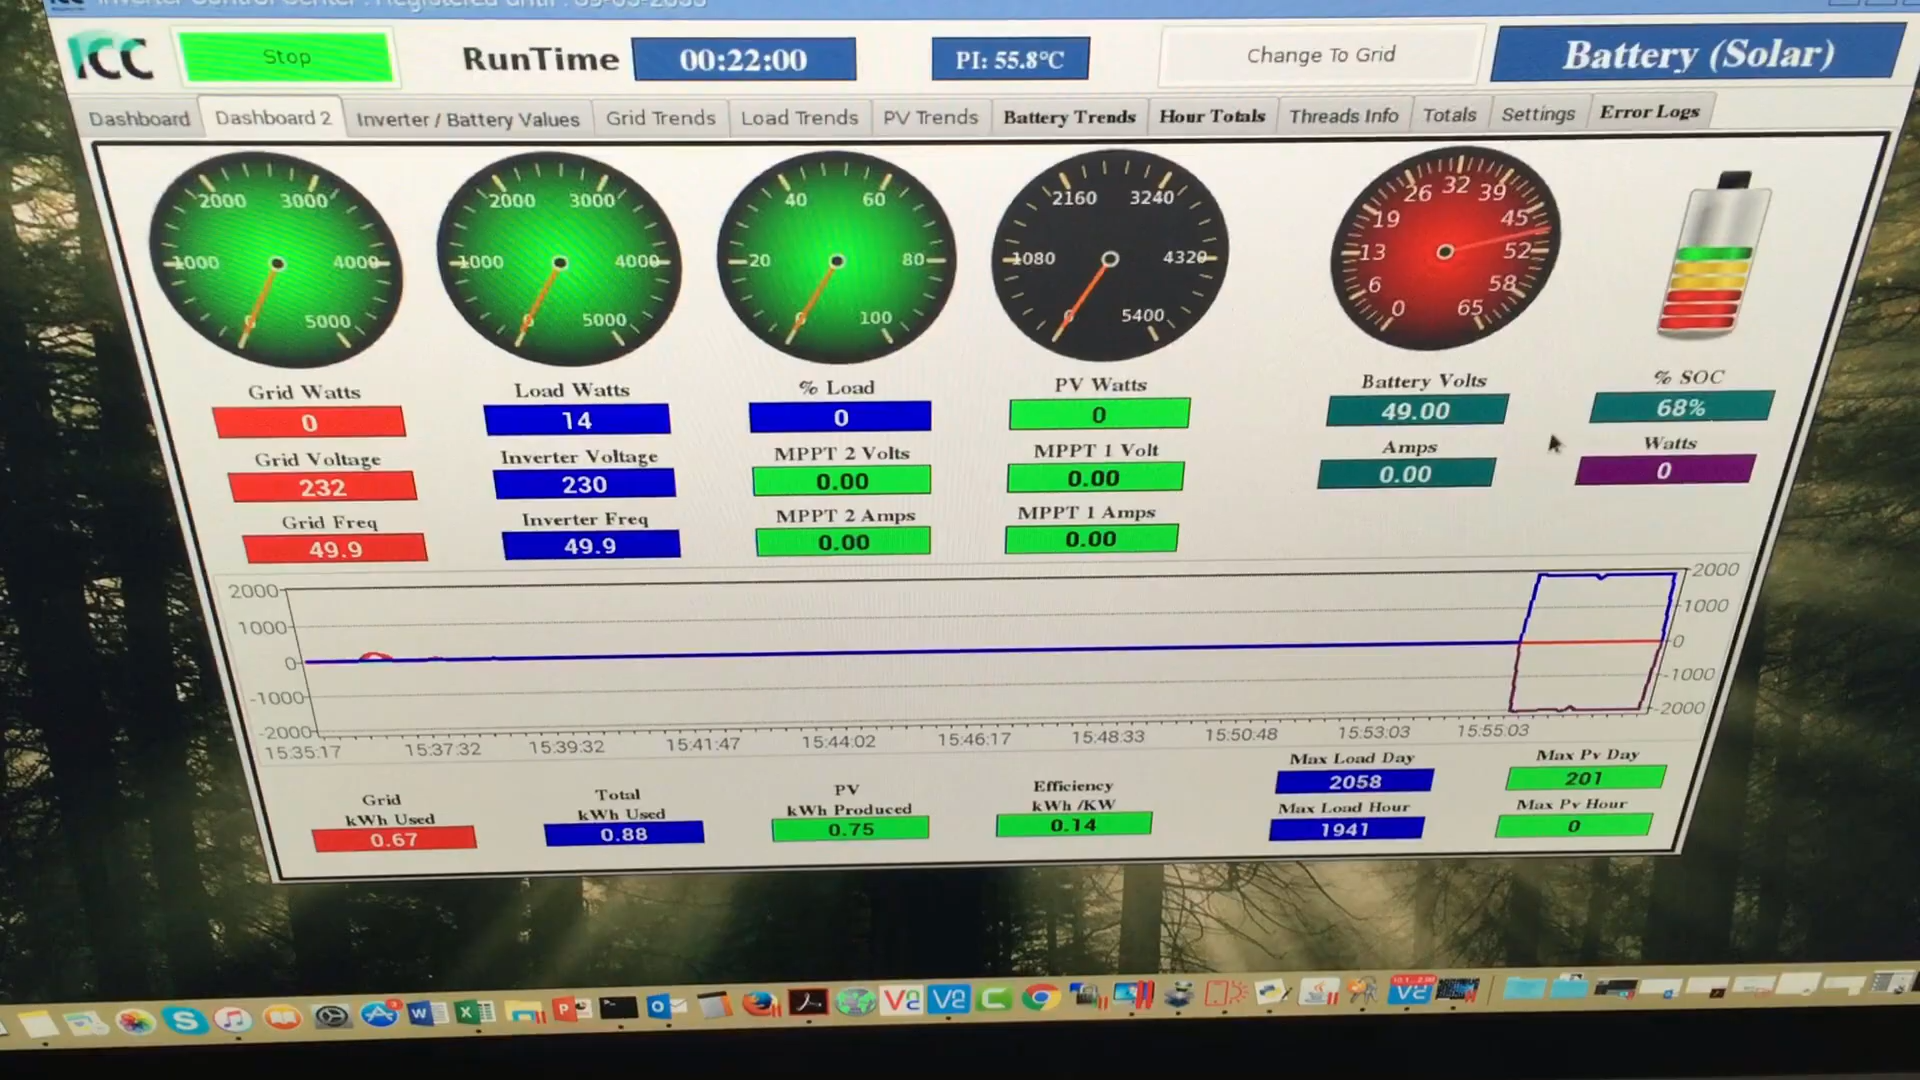 Inverter Control Center : Registered until : 09-05-2035
ICC
Stop
RunTime
00:22:00
PI: 55.8°C
Change To Grid
Battery (Solar)
Dashboard
Dashboard 2
Inverter / Battery Values
Grid Trends
Load Trends
PV Trends
Battery Trends
Hour Totals
Threads Info
Totals
Settings
Error Logs
0 1000 2000 3000 4000 5000
0 1000 2000 3000 4000 5000
0 20 40 60 80 100
0 1080 2160 3240 4320 5400
0 6 13 19 26 32 39 45 52 58 65
Grid Watts
0
Load Watts
14
% Load
0
PV Watts
0
Battery Volts
49.00
% SOC
68%
Grid Voltage
232
Inverter Voltage
230
MPPT 2 Volts
0.00
MPPT 1 Volt
0.00
Amps
0.00
Watts
0
Grid Freq
49.9
Inverter Freq
49.9
MPPT 2 Amps
0.00
MPPT 1 Amps
0.00
2000
1000
0
-1000
-2000
2000
1000
0
-1000
-2000
15:35:17 15:37:32 15:39:32 15:41:47 15:44:02 15:46:17 15:48:33 15:50:48 15:53:03 15:55:03
Grid
kWh Used
0.67
Total
kWh Used
0.88
PV
kWh Produced
0.75
Efficiency
kWh /KW
0.14
Max Load Day
2058
Max Load Hour
1941
Max Pv Day
201
Max Pv Hour
0